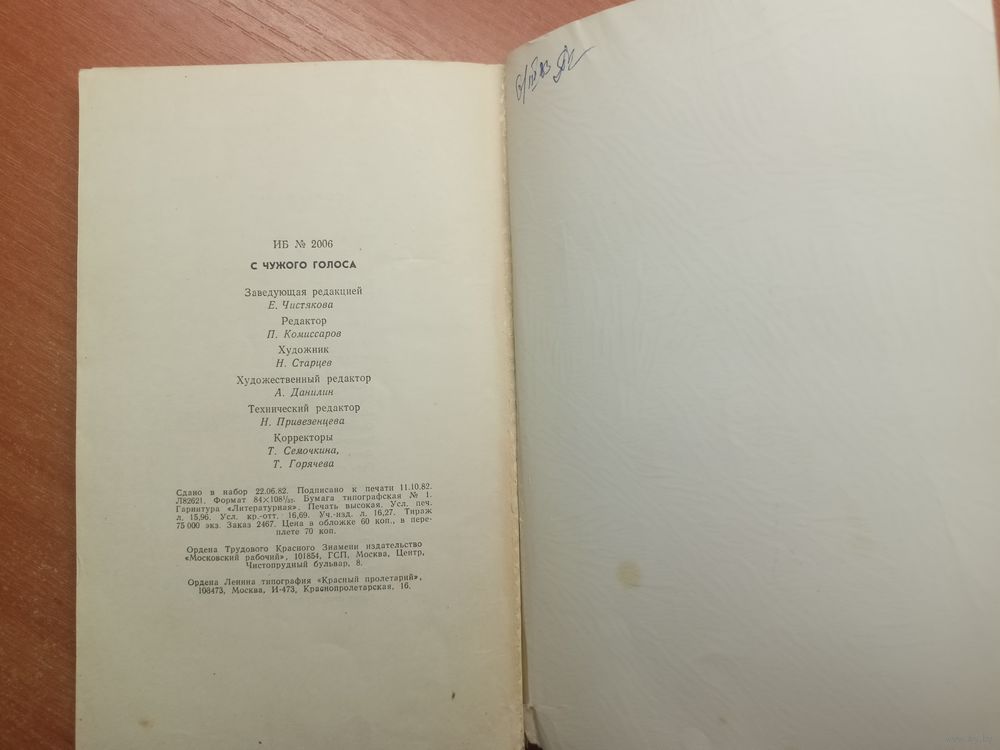 ИБ № 2006
С ЧУЖОГО ГОЛОСА
Заведующая редакцией
Е. Чистякова
Редактор
П. Комиссаров
Художник
Н. Старцев
Художественный редактор
А. Данилин
Технический редактор
Н. Привезенцева
Корректоры
Т. Семочкина,
Т. Горячева
Сдано в набор 22.06.82. Подписано к печати 11.10.82.
Л82621. Формат 84×108¹/₃₂. Бумага типографская № 1.
Гарнитура «Литературная». Печать высокая. Усл. печ.
л. 15,96. Усл. кр.-отт. 16,69. Уч.-изд. л. 16,27. Тираж
75 000 экз. Заказ 2467. Цена в обложке 60 коп., в пере-
плете 70 коп.
Ордена Трудового Красного Знамени издательство
«Московский рабочий», 101854, ГСП, Москва, Центр,
Чистопрудный бульвар, 8.
Ордена Ленина типография «Красный пролетарий»,
108473, Москва, И-473, Краснопролетарская, 16.